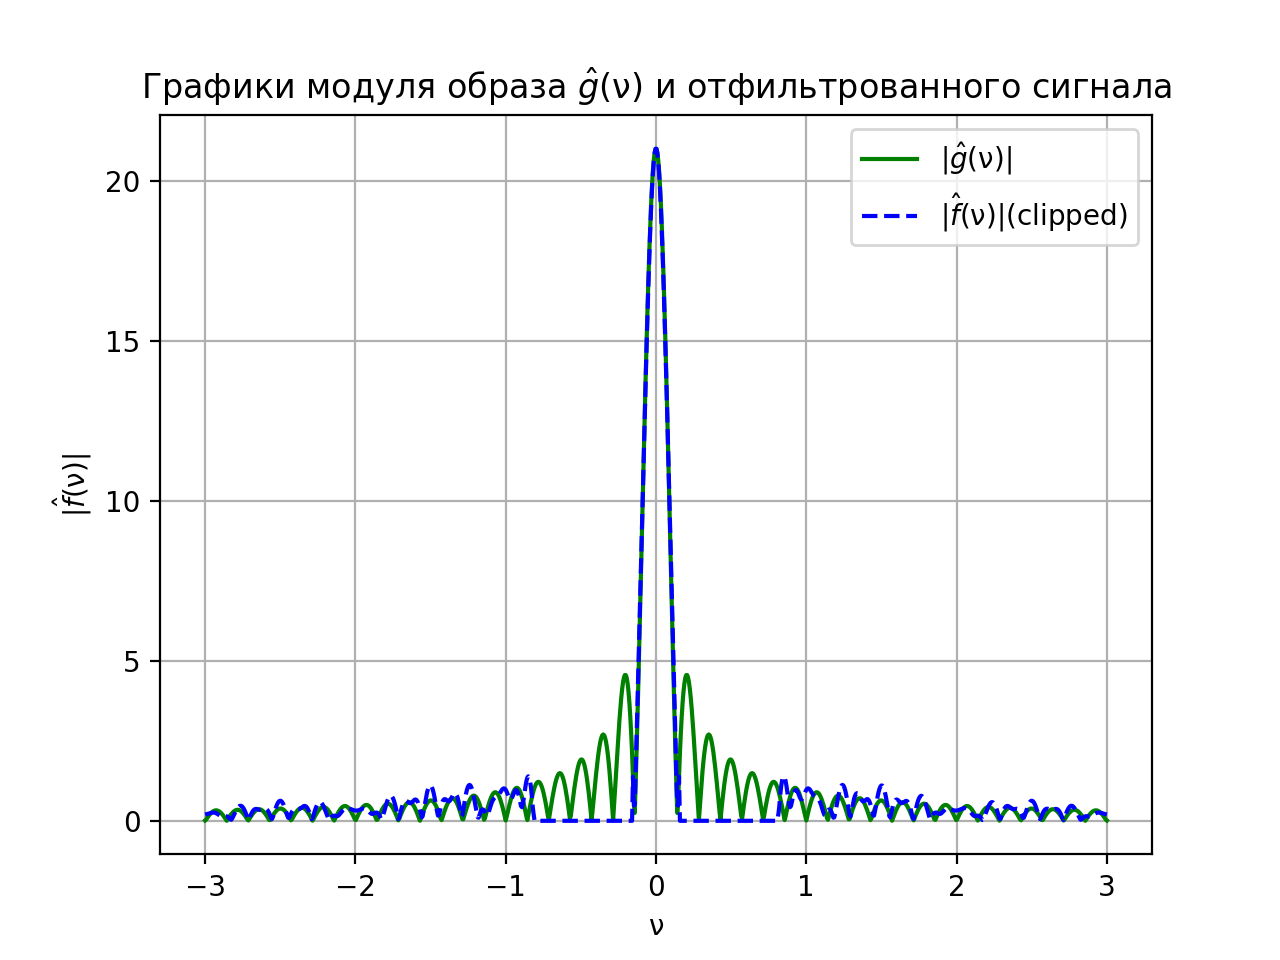 Графики модуля образа ĝ(ν) и отфильтрованного сигнала
|ĝ(ν)|
|f̂(ν)|(clipped)
|f̂(ν)|
20
15
10
5
0
−3 −2 −1 0 1 2 3
ν